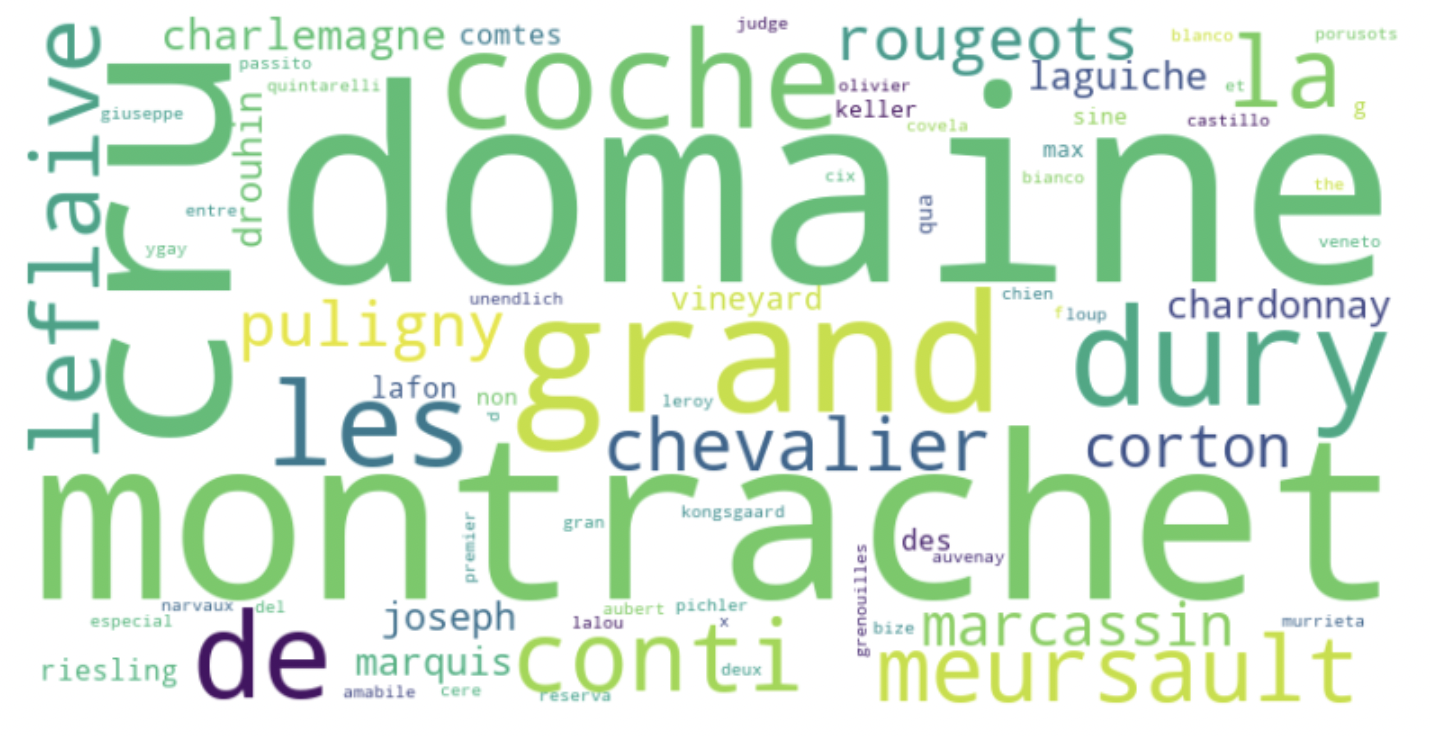 charlemagne
comtes
judge
rougeots
blanco
porusots
leflaive
cru
passito
coche
laguiche
la
quintarelli
olivier
et
giuseppe
drouhin
keller
covela
sine
castillo
g
domaine
max
cix
bianco
the
entre
qua
ygay
veneto
unendlich
vineyard
chien
chardonnay
puligny
grand
f
loup
dury
les
lafon
non
leroy
p
chevalier
corton
montrachet
gran
kongsgaard
premier
des
auvenay
grenouilles
narvaux
del
especial
de
joseph
aubert
pichler
lalou
x
bize
marcassin
murrieta
riesling
marquis
conti
deux
meursault
amabile
cere
reserva